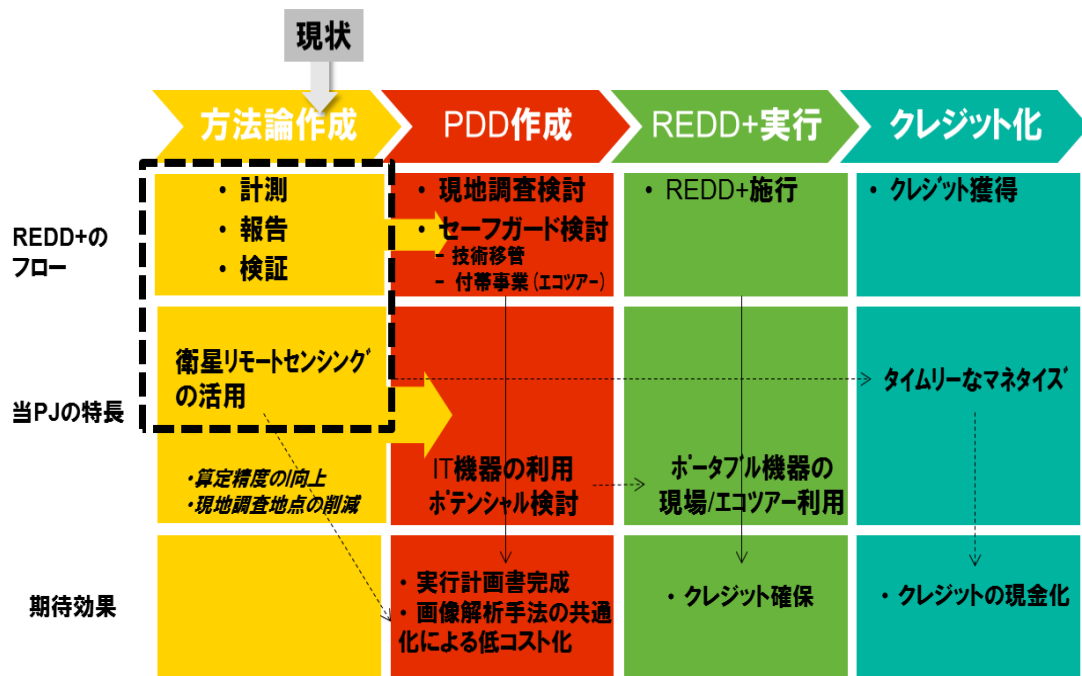 現状
方法論作成
PDD作成
REDD+実行
クレジット化
REDD+の
フロー
・ 計測
・ 報告
・ 検証
・ 現地調査検討
・ セーフガード検討
– 技術移管
– 付帯事業(エコツアー)
・ REDD+施行
・ クレジット獲得
当PJの特長
衛星リモートセンシング
の活用
・算定精度の向上
・現地調査地点の削減
IT機器の利用
ポテンシャル検討
ポータブル機器の
現場/エコツアー利用
タイムリーなマネタイズ
期待効果
・ 実行計画書完成
・ 画像解析手法の共通
化による低コスト化
・ クレジット確保
・ クレジットの現金化